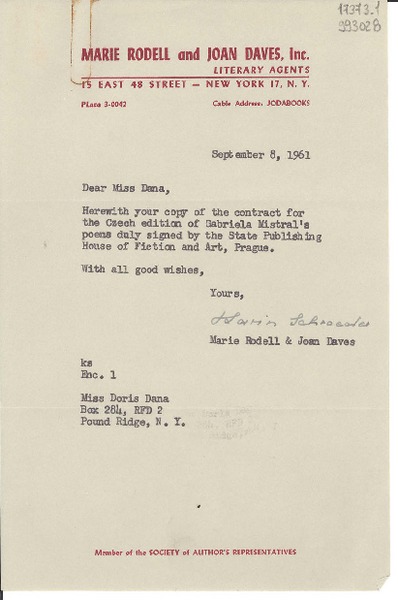 17373.1
993028
MARIE RODELL and JOAN DAVES, Inc.
LITERARY AGENTS
15 EAST 48 STREET — NEW YORK 17, N. Y.
PLaza 3-0042 Cable Address, JODABOOKS
September 8, 1961
Dear Miss Dana,
Herewith your copy of the contract for
the Czech edition of Gabriela Mistral's
poems duly signed by the State Publishing
House of Fiction and Art, Prague.
With all good wishes,
Yours,
Karin Schroeder
Marie Rodell & Joan Daves
ks
Enc. 1
Miss Doris Dana
Box 284, RFD 2
Pound Ridge, N. Y.
Member of the SOCIETY of AUTHOR'S REPRESENTATIVES